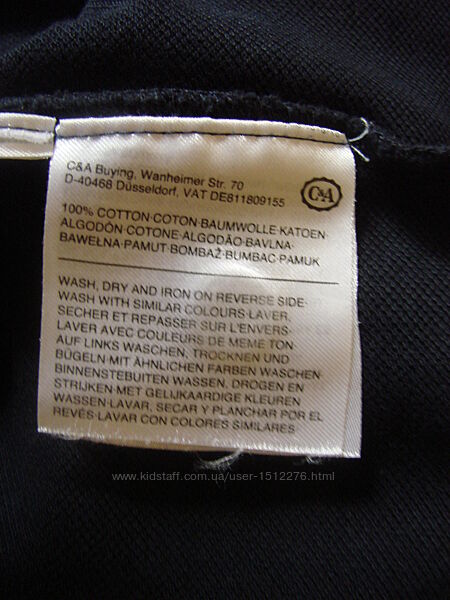 C&A Buying, Wanheimer Str. 70
D-40468 Düsseldorf, VAT DE811809155
C&A
100% COTTON·COTON·BAUMWOLLE·KATOEN·
ALGODÓN·COTONE·ALGODÃO·BAVLNA·
BAWEŁNA·PAMUT·BOMBAŽ·BUMBAC·PAMUK
WASH, DRY AND IRON ON REVERSE SIDE-
WASH WITH SIMILAR COLOURS·LAVER,
SECHER ET REPASSER SUR L'ENVERS-
LAVER AVEC COULEURS DE MEME TON
AUF LINKS WASCHEN, TROCKNEN UND
BÜGELN-MIT ÄHNLICHEN FARBEN WASCHEN
BINNENSTEBUITEN WASSEN, DROGEN EN
STRIJKEN-MET GELIJKAARDIGE KLEUREN
WASSEN·LAVAR, SECAR Y PLANCHAR POR EL
REVÉS-LAVAR CON COLORES SIMILARES
www.kidstaff.com.ua/user-1512276.html